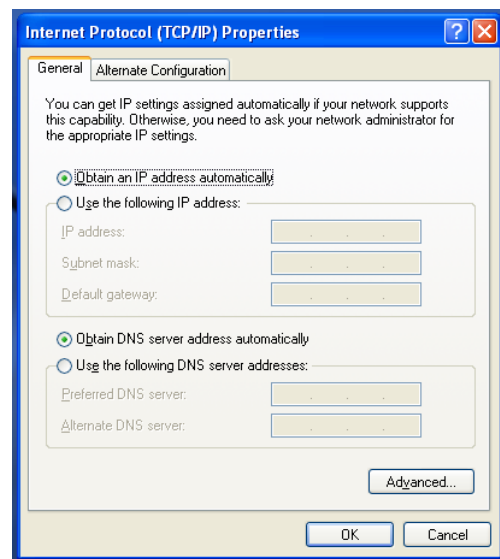 Internet Protocol (TCP/IP) Properties
General
Alternate Configuration
You can get IP settings assigned automatically if your network supports
this capability. Otherwise, you need to ask your network administrator for
the appropriate IP settings.
Obtain an IP address automatically
Use the following IP address:
IP address:
Subnet mask:
Default gateway:
Obtain DNS server address automatically
Use the following DNS server addresses:
Preferred DNS server:
Alternate DNS server:
Advanced...
OK
Cancel